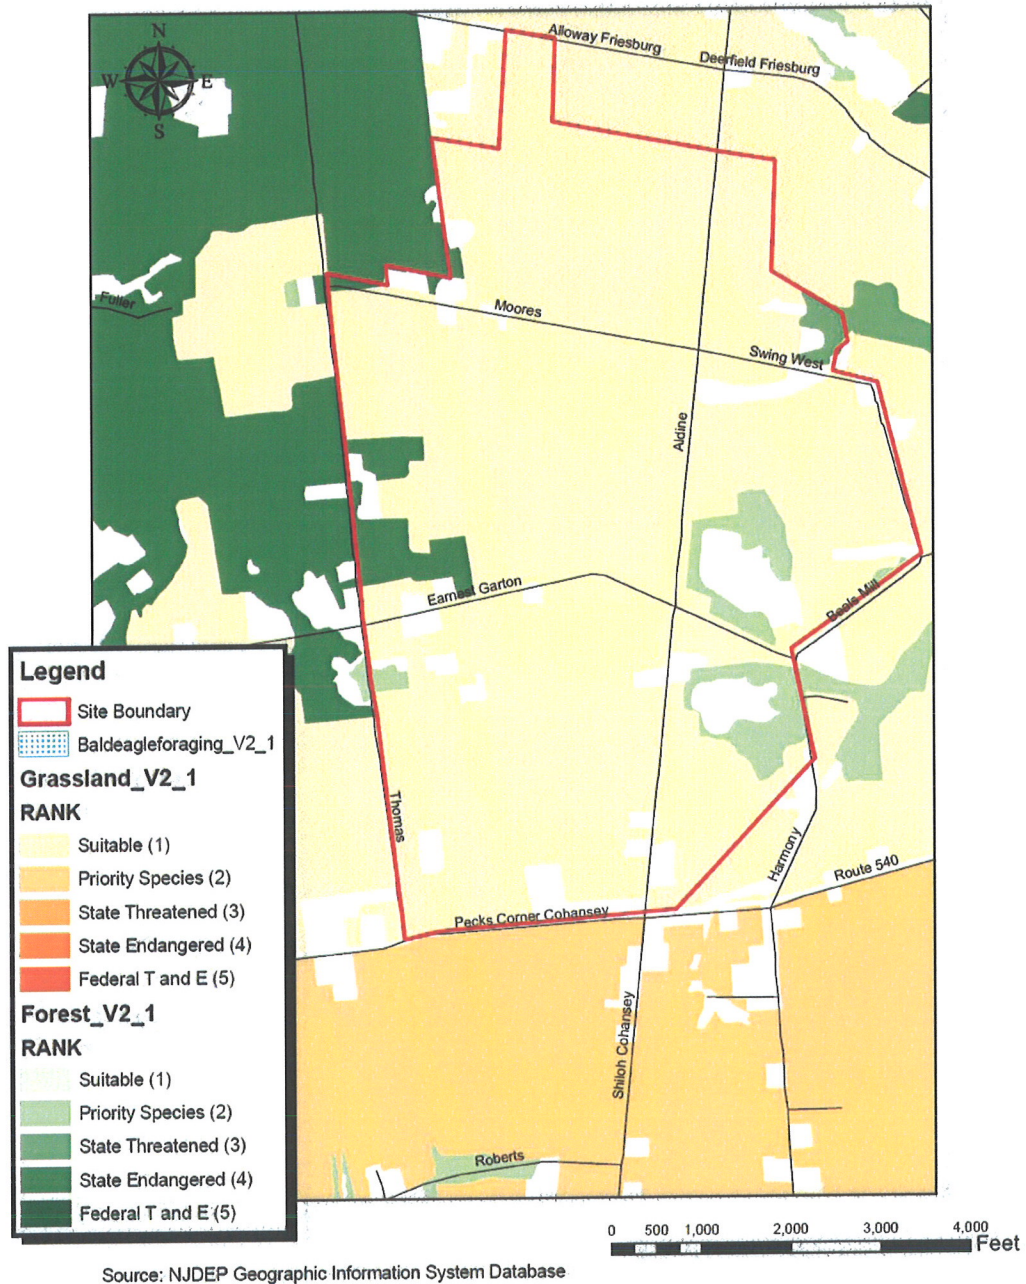 N
W E
S
Alloway Friesburg
Deerfield Friesburg
Fuller
Moores
Swing West
Aldine
Earnest Garton
Beals Mill
Thomas
Harmony
Route 540
Pecks Corner Cohansey
Shiloh Cohansey
Roberts
Legend
Site Boundary
Baldeagleforaging_V2_1
Grassland_V2_1
RANK
Suitable (1)
Priority Species (2)
State Threatened (3)
State Endangered (4)
Federal T and E (5)
Forest_V2_1
RANK
Suitable (1)
Priority Species (2)
State Threatened (3)
State Endangered (4)
Federal T and E (5)
0 500 1,000 2,000 3,000 4,000
Feet
Source: NJDEP Geographic Information System Database